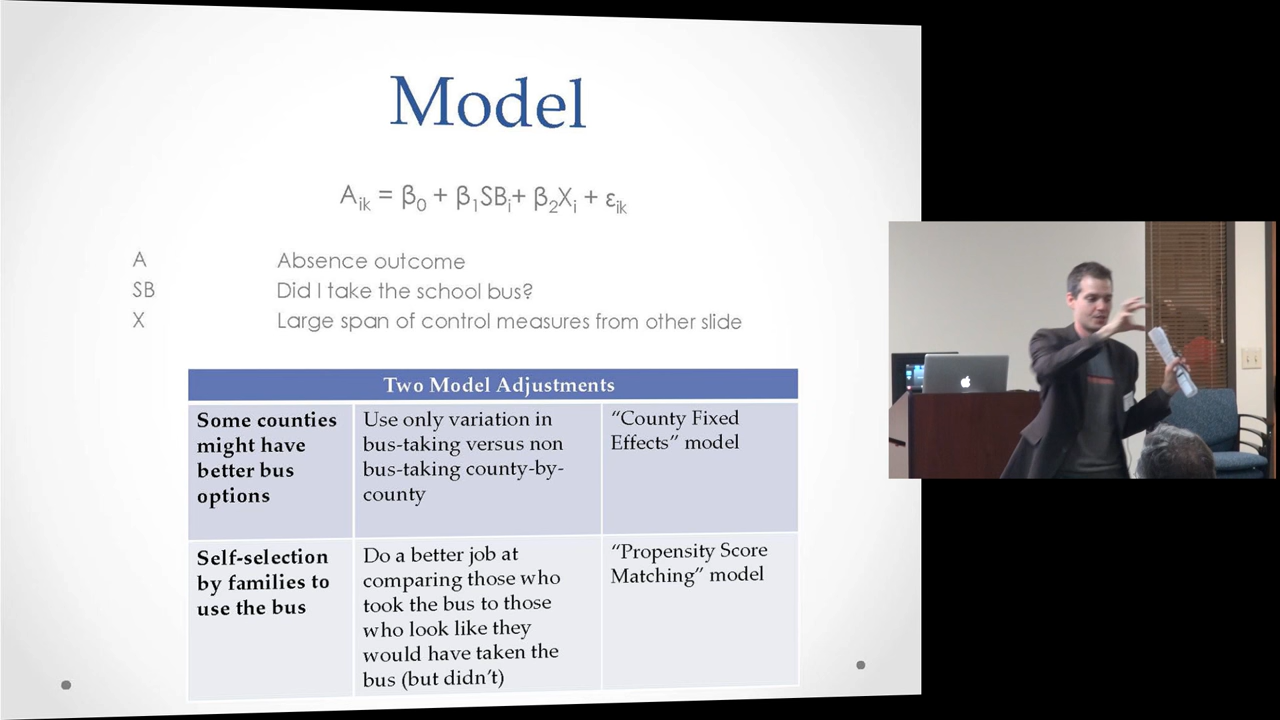 Model
A_ik = β_0 + β_1SB_i+ β_2X_i + ε_ik
A Absence outcome
SB Did I take the school bus?
X Large span of control measures from other slide
Two Model Adjustments
Some counties
might have
better bus
options
Use only variation in
bus-taking versus non
bus-taking county-by-
county
“County Fixed
Effects” model
Self-selection
by families to
use the bus
Do a better job at
comparing those who
took the bus to those
who look like they
would have taken the
bus (but didn’t)
“Propensity Score
Matching” model